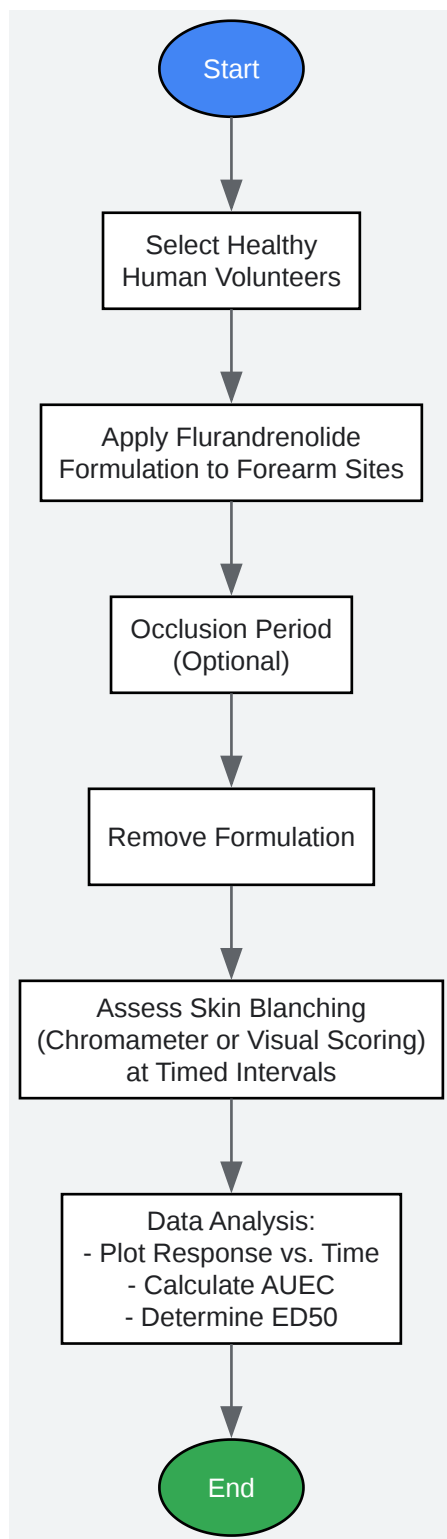 Start
Select Healthy
Human Volunteers
Apply Flurandrenolide
Formulation to Forearm Sites
Occlusion Period
(Optional)
Remove Formulation
Assess Skin Blanching
(Chromameter or Visual Scoring)
at Timed Intervals
Data Analysis:
- Plot Response vs. Time
- Calculate AUEC
- Determine ED50
End